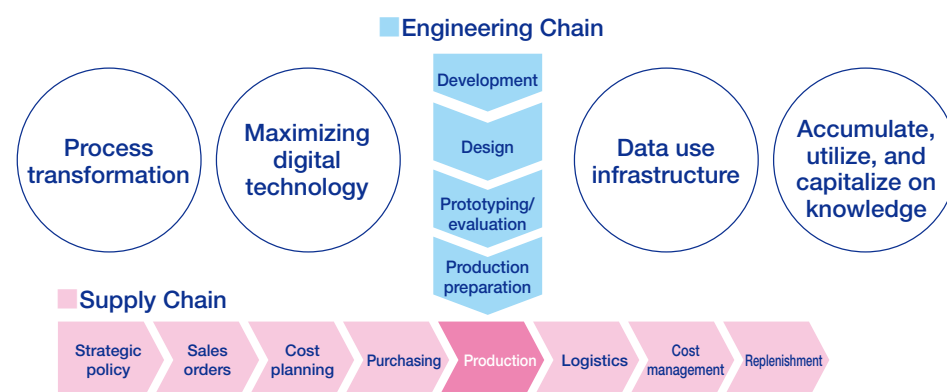 Engineering Chain
Process
transformation
Maximizing
digital
technology
Development
Design
Prototyping/
evaluation
Production
preparation
Data use
infrastructure
Accumulate,
utilize, and
capitalize on
knowledge
Supply Chain
Strategic
policy
Sales
orders
Cost
planning
Purchasing
Production
Logistics
Cost
management
Replenishment